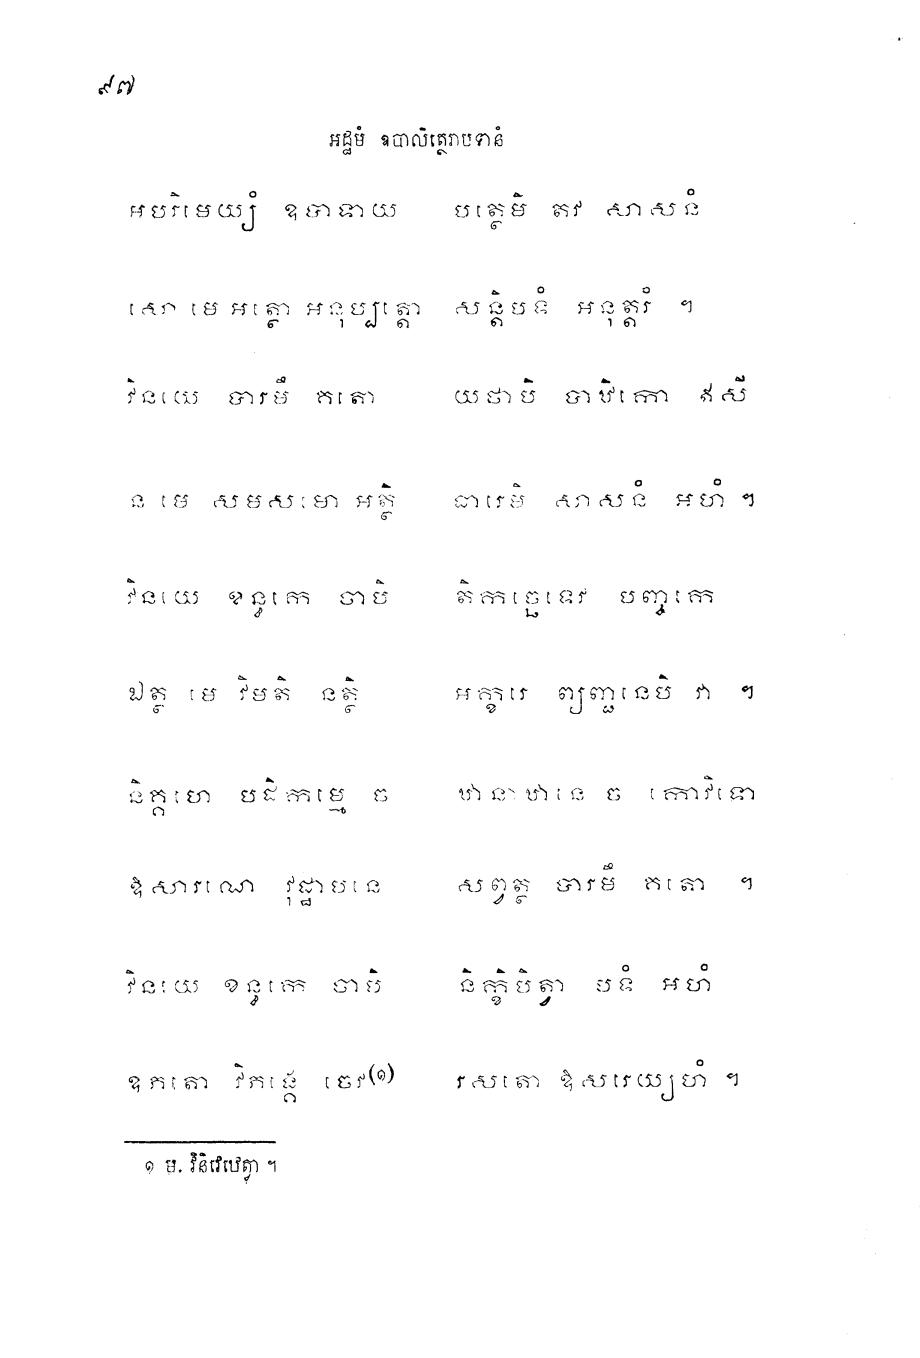 ៩៧
អដ្ឋមំ ឧបាលិត្ថេរាបទានំ
អបរិមេយ្យំ ឧបាទាយ បត្ថេមិ តវ សាសនំ
សោ មេ អត្ថោ អនុប្បត្តោ សន្តិបទំ អនុត្តរំ ។
វិនយេ បារមឹ គតោ យថាបិ បាឋិកោ ឥសី
ន មេ សមសមោ អត្ថិ ធារេមិ សាសនំ អហំ ។
វិនយេ ខន្ធកេ ចាបិ តិកច្ឆេទេវ បញ្ចកេ
ឯត្ថ មេ វិមតិ នត្ថិ អក្ខរេ ព្យញ្ជនេបិ វា ។
និគ្គហេ បដិកម្មេ ច ឋានាឋានេ ច កោវិទោ
ឱសារណោ វុដ្ឋាបនេ សព្វត្ថ បារមឹ គតោ ។
វិនយេ ខន្ធកេ ចាបិ និក្ខិបិត្វា បទំ អហំ
ឧភតោ វិភង្គេ ចេវ(១) រសតោ ឱសរេយ្យហំ ។
១ ម. វិនិវេឋេត្វា ។